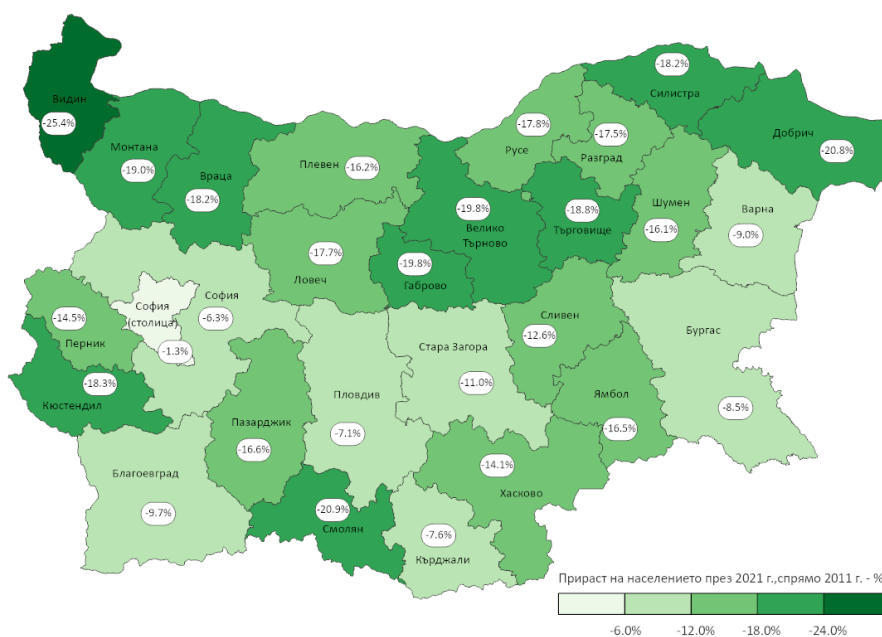 -18.2%
Силистра
Видин
-25.4%
Монтана
-19.0%
Враца
-18.2%
Плевен
-16.2%
-17.8%
Русе
-17.5%
Разград
Добрич
-20.8%
-19.8%
Велико
Търново
-18.8%
Търговище
Шумен
-16.1%
Варна
-9.0%
-17.7%
Ловеч
-19.8%
Габрово
София
-6.3%
София
(столица)
-1.3%
-14.5%
Перник
-18.3%
Кюстендил
Сливен
-12.6%
Бургас
-8.5%
Стара Загора
-11.0%
Ямбол
-16.5%
Пловдив
-7.1%
Пазарджик
-16.6%
Благоевград
-9.7%
-14.1%
Хасково
-20.9%
Смолян
-7.6%
Кърджали
Прираст на населението през 2021 г.,спрямо 2011 г. - %
-6.0% -12.0% -18.0% -24.0%